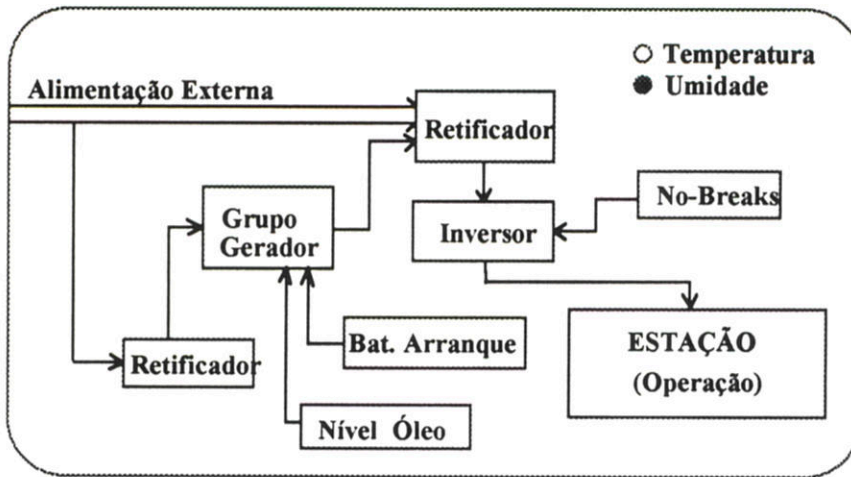 Temperatura
Umidade
Alimentação Externa
Retificador
Grupo
Gerador
Inversor
No-Breaks
Retificador
Bat. Arranque
ESTAÇÃO
(Operação)
Nível Óleo